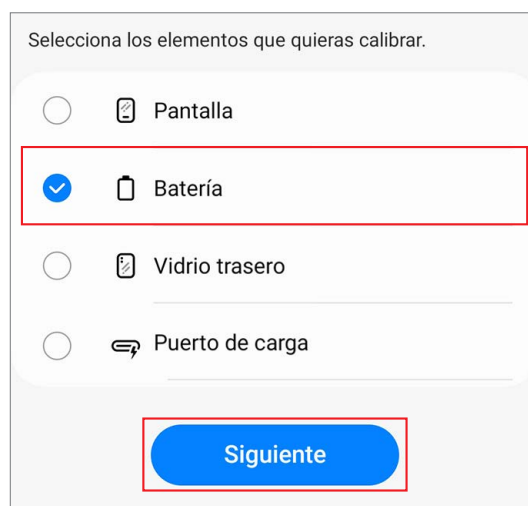 Selecciona los elementos que quieras calibrar.
Pantalla
Batería
Vidrio trasero
Puerto de carga
Siguiente